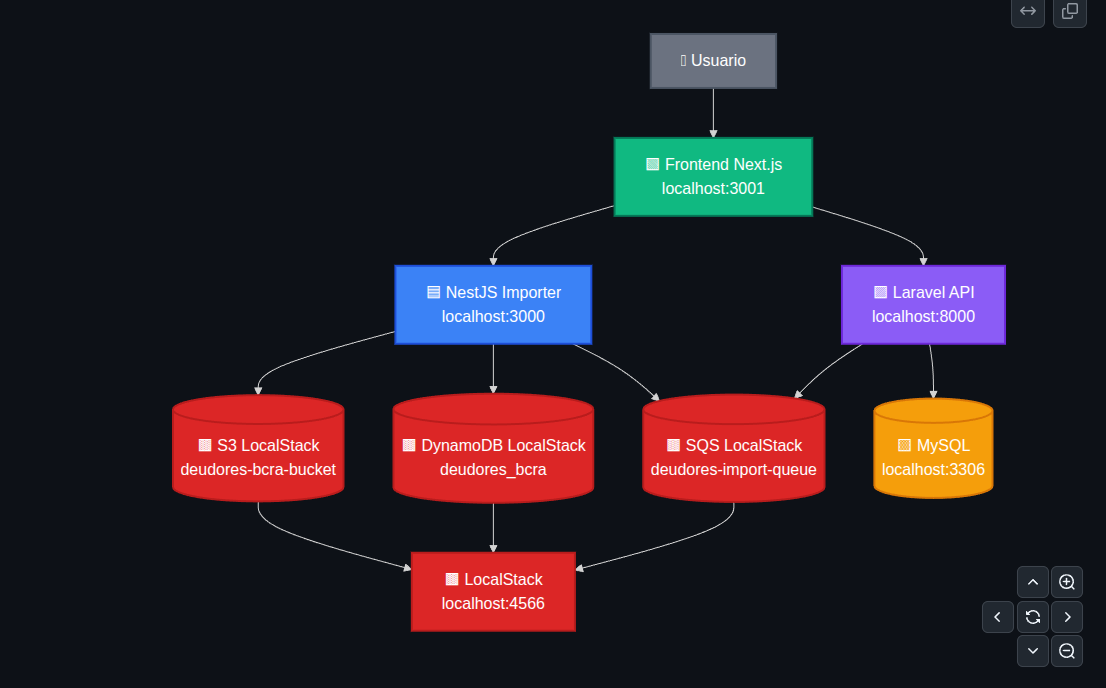 Usuario
Frontend Next.js
localhost:3001
NestJS Importer
localhost:3000
Laravel API
localhost:8000
S3 LocalStack
deudores-bcra-bucket
DynamoDB LocalStack
deudores_bcra
SQS LocalStack
deudores-import-queue
MySQL
localhost:3306
LocalStack
localhost:4566